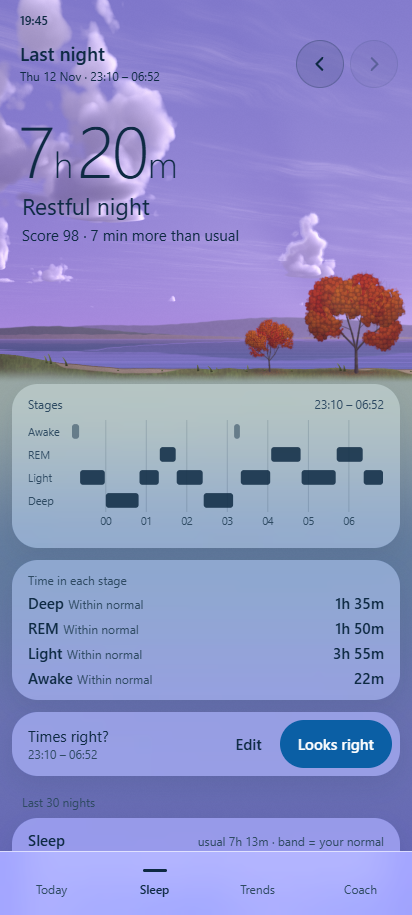 19:45
Last night
Thu 12 Nov · 23:10 – 06:52
7h 20m
Restful night
Score 98 · 7 min more than usual
Stages 23:10 – 06:52
Awake
REM
Light
Deep
00 01 02 03 04 05 06
Time in each stage
Deep Within normal 1h 35m
REM Within normal 1h 50m
Light Within normal 3h 55m
Awake Within normal 22m
Times right?
23:10 – 06:52
Edit Looks right
Last 30 nights
Sleep usual 7h 13m · band = your normal
Today Sleep Trends Coach